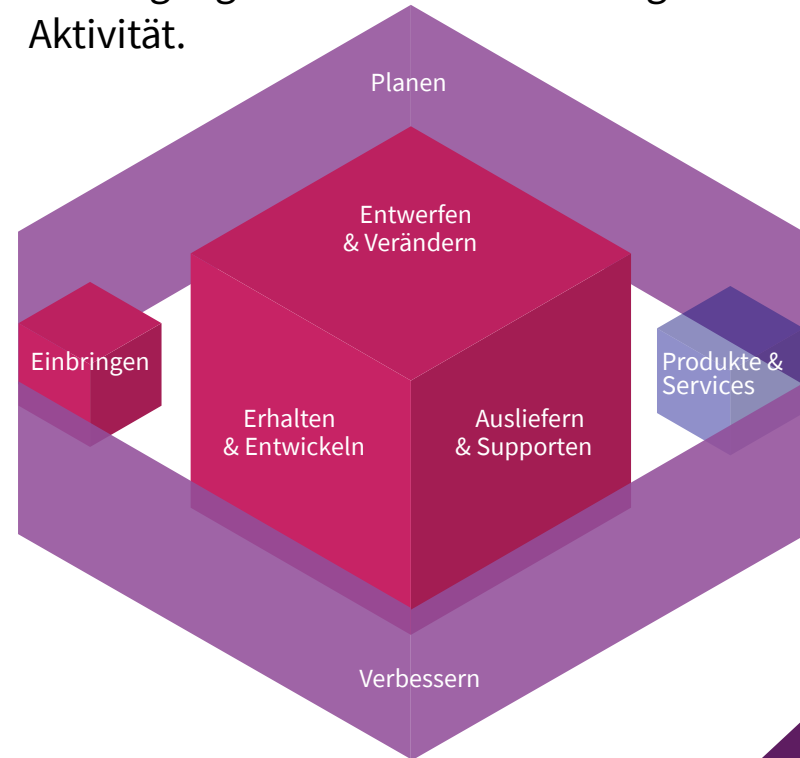 Aktivität.
Planen
Entwerfen
& Verändern
Einbringen
Produkte &
Services
Erhalten
& Entwickeln
Ausliefern
& Supporten
Verbessern